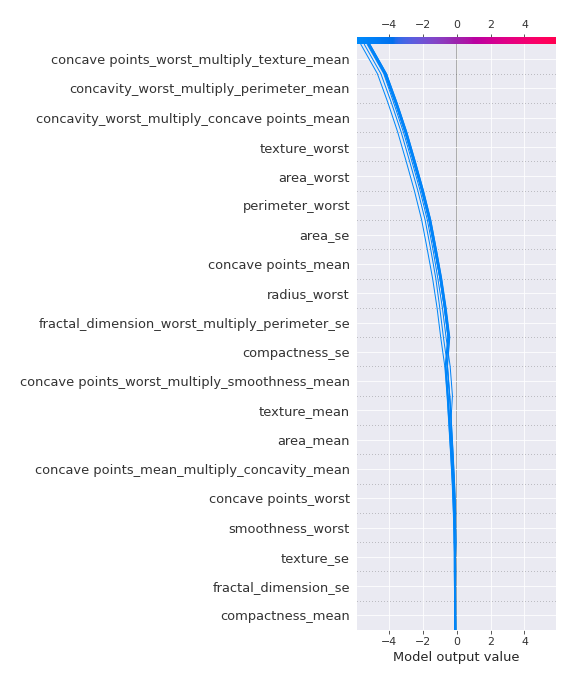 −4 −2 0 2 4
concave points_worst_multiply_texture_mean
concavity_worst_multiply_perimeter_mean
concavity_worst_multiply_concave points_mean
texture_worst
area_worst
perimeter_worst
area_se
concave points_mean
radius_worst
fractal_dimension_worst_multiply_perimeter_se
compactness_se
concave points_worst_multiply_smoothness_mean
texture_mean
area_mean
concave points_mean_multiply_concavity_mean
concave points_worst
smoothness_worst
texture_se
fractal_dimension_se
compactness_mean
−4 −2 0 2 4
Model output value